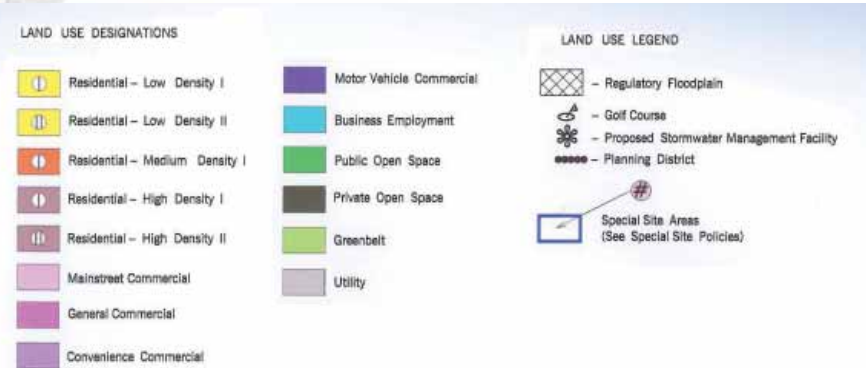 LAND USE DESIGNATIONS
Residential - Low Density I
Residential - Low Density II
Residential - Medium Density I
Residential - High Density I
Residential - High Density II
Mainstreet Commercial
General Commercial
Convenience Commercial
Motor Vehicle Commercial
Business Employment
Public Open Space
Private Open Space
Greenbelt
Utility
LAND USE LEGEND
- Regulatory Floodplain
- Golf Course
- Proposed Stormwater Management Facility
- Planning District
#
Special Site Areas
(See Special Site Policies)